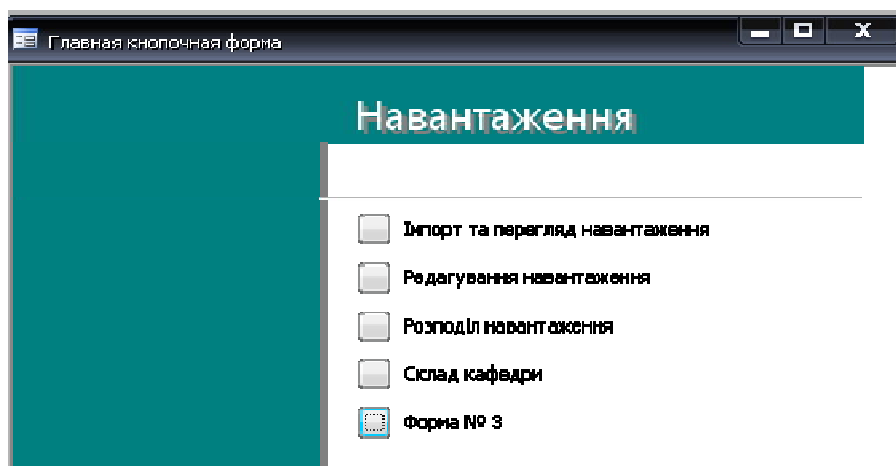 Главная кнопочная форма
Навантаження
Імпорт та перегляд навантаження
Редагування навантаження
Розподіл навантаження
Склад кафедри
Форма № 3